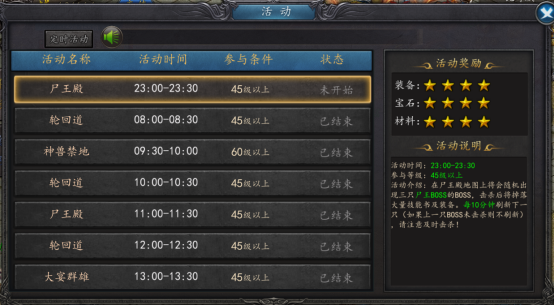 活 动
定时活动
活动名称 活动时间 参与条件 状态
尸王殿 23:00-23:30 45级以上 未开始
轮回道 08:00-08:30 45级以上 已结束
神兽禁地 09:30-10:00 60级以上 已结束
轮回道 10:00-10:30 45级以上 已结束
尸王殿 11:00-11:30 45级以上 已结束
轮回道 12:00-12:30 45级以上 已结束
大宴群雄 13:00-13:30 45级以上 已结束
活动奖励
装备:
宝石:
材料:
活动说明
活动时间: 23:00-23:30
参与等级: 45级以上
活动介绍: 在尸王殿地图上将会随机出
现三只尸王BOSS的BOSS, 击杀后将掉落
大量技能书及装备。每10分钟刷新下一
只 (如果上一只BOSS未击杀则不刷新)
, 请注意及时击杀!